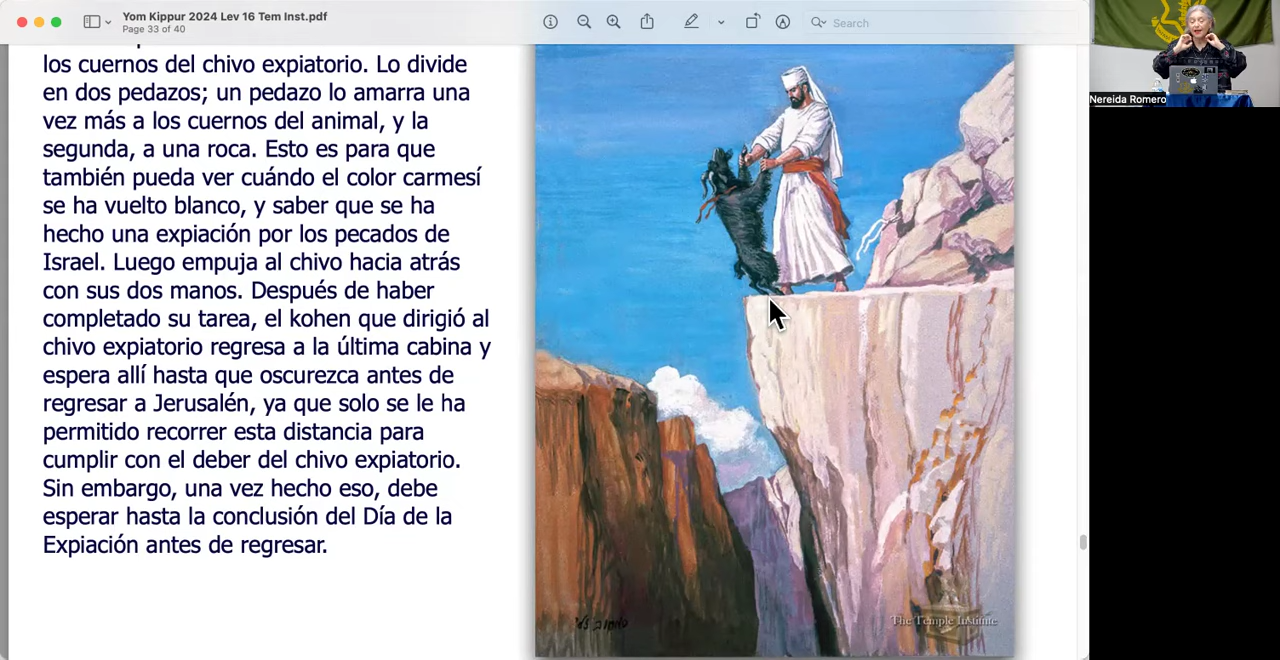 Yom Kippur 2024 Lev 16 Tem Inst.pdf
Page 33 of 40
Search
Nereida Romero
los cuernos del chivo expiatorio. Lo divide
en dos pedazos; un pedazo lo amarra una
vez más a los cuernos del animal, y la
segunda, a una roca. Esto es para que
también pueda ver cuándo el color carmesí
se ha vuelto blanco, y saber que se ha
hecho una expiación por los pecados de
Israel. Luego empuja al chivo hacia atrás
con sus dos manos. Después de haber
completado su tarea, el kohen que dirigió al
chivo expiatorio regresa a la última cabina y
espera allí hasta que oscurezca antes de
regresar a Jerusalén, ya que solo se le ha
permitido recorrer esta distancia para
cumplir con el deber del chivo expiatorio.
Sin embargo, una vez hecho eso, debe
esperar hasta la conclusión del Día de la
Expiación antes de regresar.
The Temple Institute